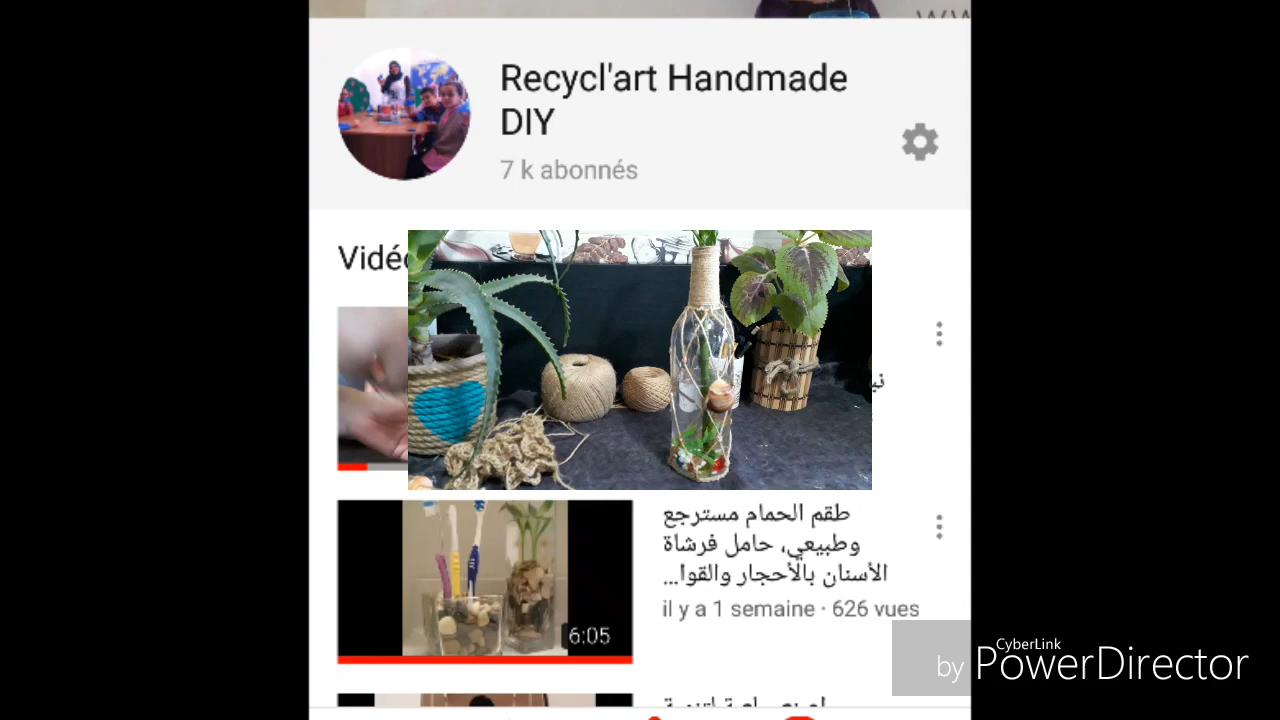 Recycl'art Handmade
DIY
7 k abonnés
طقم الحمام مسترجع
وطبيعي، حامل فرشاة
الأسنان بالأحجار والقوا...
il y a 1 semaine · 626 vues
6:05
CyberLink
by PowerDirector